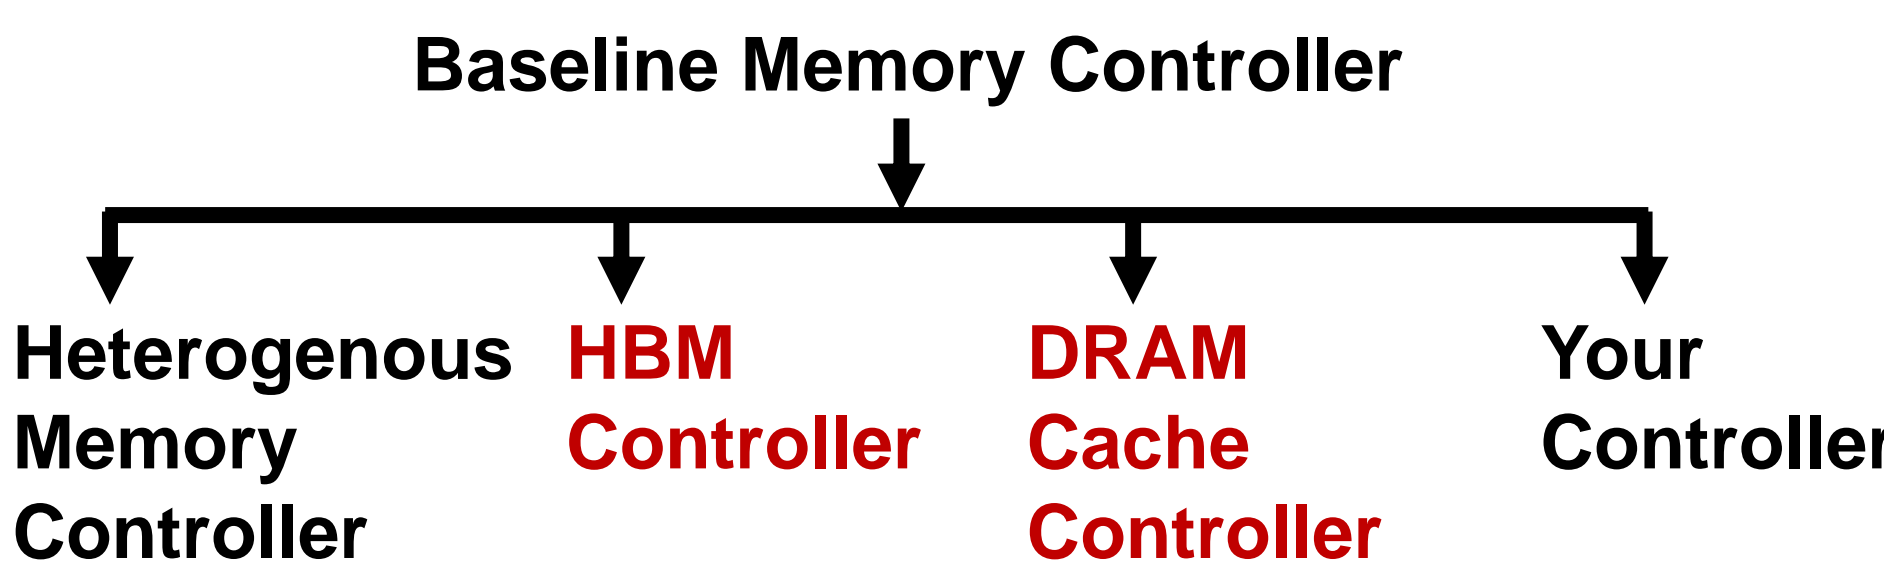 Baseline Memory Controller
Heterogenous
Memory
Controller
HBM
Controller
DRAM
Cache
Controller
Your
Controller